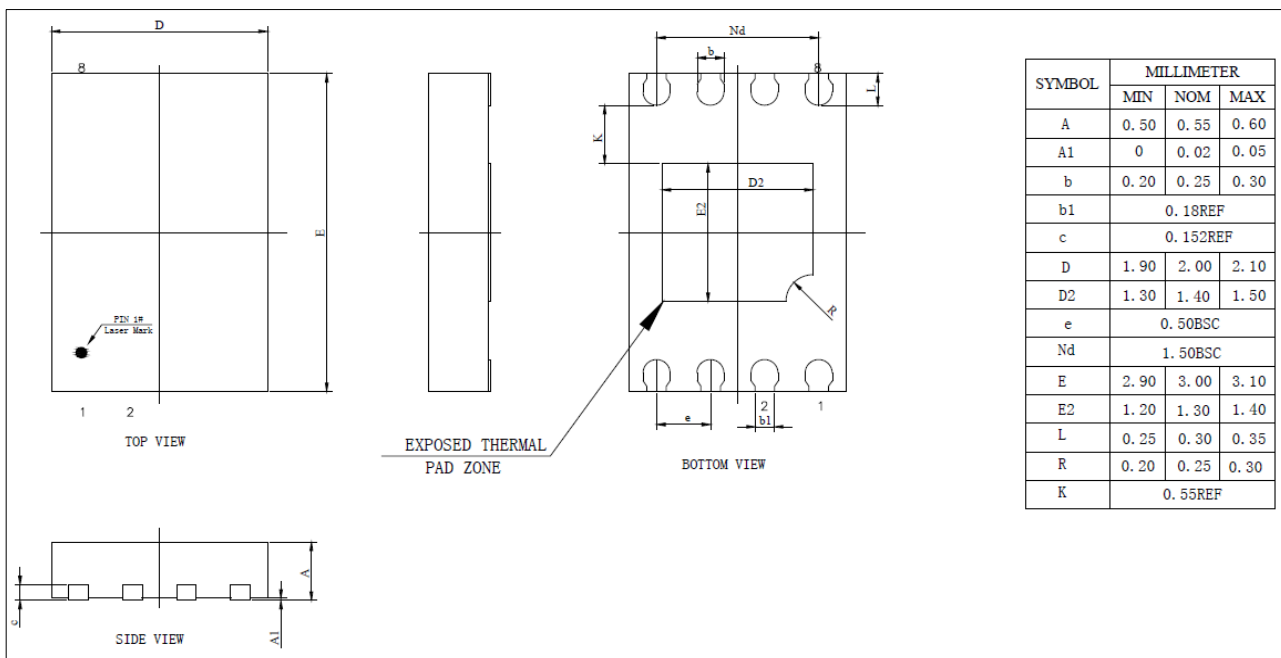 D
8
E
PIN 1#
Laser Mark
1 2
TOP VIEW
Nd
b
8
L
K
D2
E2
R
e
2
b1
1
EXPOSED THERMAL
PAD ZONE
BOTTOM VIEW
A
c
A1
SIDE VIEW
SYMBOL MILLIMETER
MIN NOM MAX
A 0.50 0.55 0.60
A1 0 0.02 0.05
b 0.20 0.25 0.30
b1 0.18REF
c 0.152REF
D 1.90 2.00 2.10
D2 1.30 1.40 1.50
e 0.50BSC
Nd 1.50BSC
E 2.90 3.00 3.10
E2 1.20 1.30 1.40
L 0.25 0.30 0.35
R 0.20 0.25 0.30
K 0.55REF